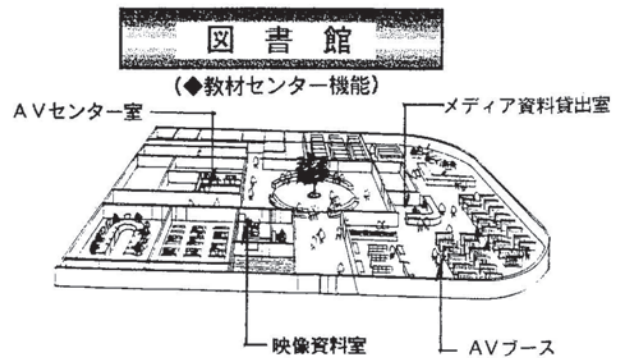 図書館
(◆教材センター機能)
AVセンター室
メディア資料貸出室
映像資料室
AVブース